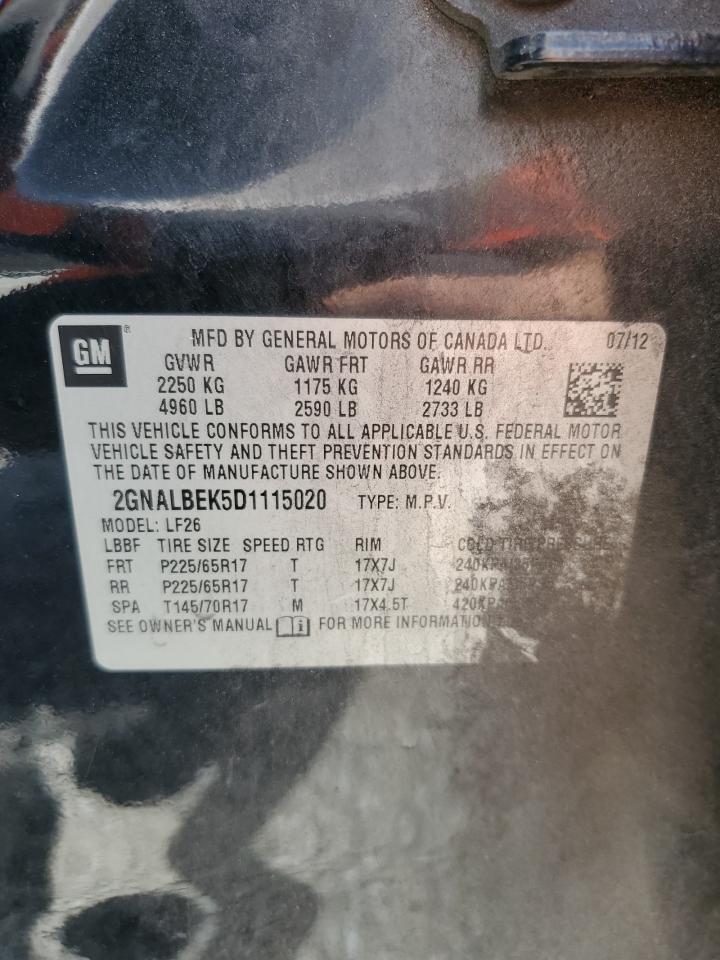 GM ® MFD BY GENERAL MOTORS OF CANADA LTD. 07/12
GVWR GAWR FRT GAWR RR
2250 KG 1175 KG 1240 KG
4960 LB 2590 LB 2733 LB
THIS VEHICLE CONFORMS TO ALL APPLICABLE U.S. FEDERAL MOTOR
VEHICLE SAFETY AND THEFT PREVENTION STANDARDS IN EFFECT ON
THE DATE OF MANUFACTURE SHOWN ABOVE.
2GNALBEK5D1115020 TYPE: M.P.V.
MODEL: LF26
LBBF TIRE SIZE SPEED RTG RIM COLD TIRE PRESSURE
FRT P225/65R17 T 17X7J
RR P225/65R17 T 17X7J
SPA T145/70R17 M 17X4.5T
SEE OWNER'S MANUAL FOR MORE INFORMATION.